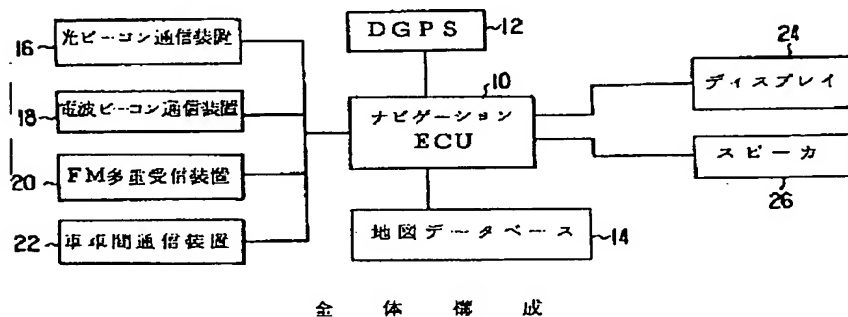 16
光ビーコン通信装置
18
電波ビーコン通信装置
20
FM多重受信装置
22
車車間通信装置
DGPS
12
10
ナビゲーション
ECU
地図データベース
14
24
ディスプレイ
スピーカ
26
全体構成